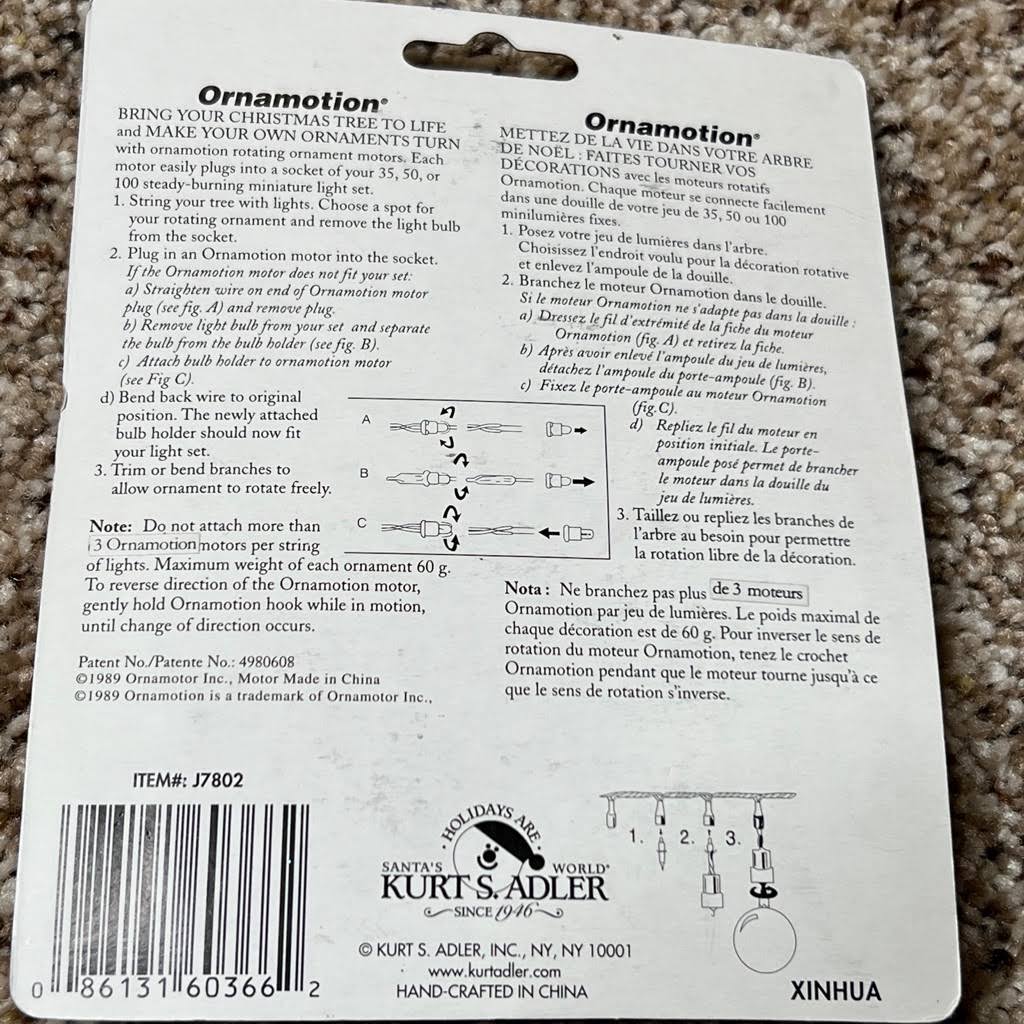 Ornamotion®
BRING YOUR CHRISTMAS TREE TO LIFE
and MAKE YOUR OWN ORNAMENTS TURN
with ornamotion rotating ornament motors. Each
motor easily plugs into a socket of your 35, 50, or
100 steady-burning miniature light set.
1. String your tree with lights. Choose a spot for
your rotating ornament and remove the light bulb
from the socket.
2. Plug in an Ornamotion motor into the socket.
If the Ornamotion motor does not fit your set:
a) Straighten wire on end of Ornamotion motor
plug (see fig. A) and remove plug.
b) Remove light bulb from your set and separate
the bulb from the bulb holder (see fig. B).
c) Attach bulb holder to ornamotion motor
(see Fig C).
d) Bend back wire to original
position. The newly attached
bulb holder should now fit
your light set.
3. Trim or bend branches to
allow ornament to rotate freely.
Note: Do not attach more than
3 Ornamotion motors per string
of lights. Maximum weight of each ornament 60 g.
To reverse direction of the Ornamotion motor,
gently hold Ornamotion hook while in motion,
until change of direction occurs.
Patent No./Patente No.: 4980608
©1989 Ornamotor Inc., Motor Made in China
©1989 Ornamotion is a trademark of Ornamotor Inc.,
Ornamotion®
METTEZ DE LA VIE DANS VOTRE ARBRE
DE NOËL : FAITES TOURNER VOS
DÉCORATIONS avec les moteurs rotatifs
Ornamotion. Chaque moteur se connecte facilement
dans une douille de votre jeu de 35, 50 ou 100
minilumières fixes.
1. Posez votre jeu de lumières dans l'arbre.
Choisissez l'endroit voulu pour la décoration rotative
et enlevez l'ampoule de la douille.
2. Branchez le moteur Ornamotion dans le douille.
Si le moteur Ornamotion ne s'adapte pas dans la douille :
a) Dressez le fil d'extrémité de la fiche du moteur
Ornamotion (fig. A) et retirez la fiche.
b) Après avoir enlevé l'ampoule du jeu de lumières,
détachez l'ampoule du porte-ampoule (fig. B).
c) Fixez le porte-ampoule au moteur Ornamotion
(fig. C).
d) Repliez le fil du moteur en
position initiale. Le porte-
ampoule posé permet de brancher
le moteur dans la douille du
jeu de lumières.
3. Taillez ou repliez les branches de
l'arbre au besoin pour permettre
la rotation libre de la décoration.
Nota : Ne branchez pas plus de 3 moteurs
Ornamotion par jeu de lumières. Le poids maximal de
chaque décoration est de 60 g. Pour inverser le sens de
rotation du moteur Ornamotion, tenez le crochet
Ornamotion pendant que le moteur tourne jusqu'à ce
que le sens de rotation s'inverse.
A
B
C
ITEM#: J7802
0 86131 60366 2
· HOLIDAYS ARE ·
SANTA'S WORLD®
KURT S. ADLER
SINCE 1946
© KURT S. ADLER, INC., NY, NY 10001
www.kurtadler.com
HAND-CRAFTED IN CHINA
1. 2. 3.
XINHUA